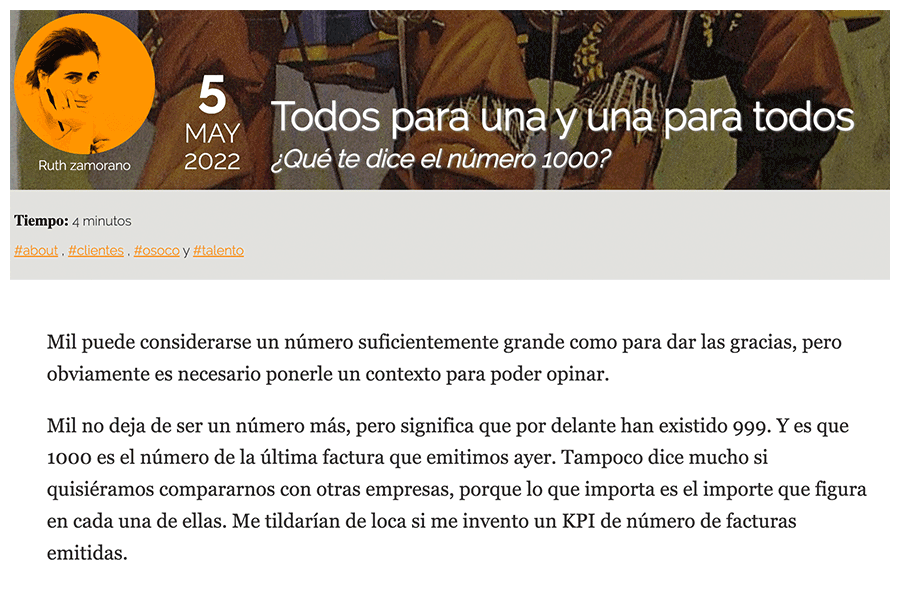 Ruth zamorano
5
MAY
2022
Todos para una y una para todos
¿Qué te dice el número 1000?
Tiempo: 4 minutos
#about , #clientes , #osoco y #talento
Mil puede considerarse un número suficientemente grande como para dar las gracias, pero
obviamente es necesario ponerle un contexto para poder opinar.
Mil no deja de ser un número más, pero significa que por delante han existido 999. Y es que
1000 es el número de la última factura que emitimos ayer. Tampoco dice mucho si
quisiéramos compararnos con otras empresas, porque lo que importa es el importe que figura
en cada una de ellas. Me tildarían de loca si me invento un KPI de número de facturas
emitidas.